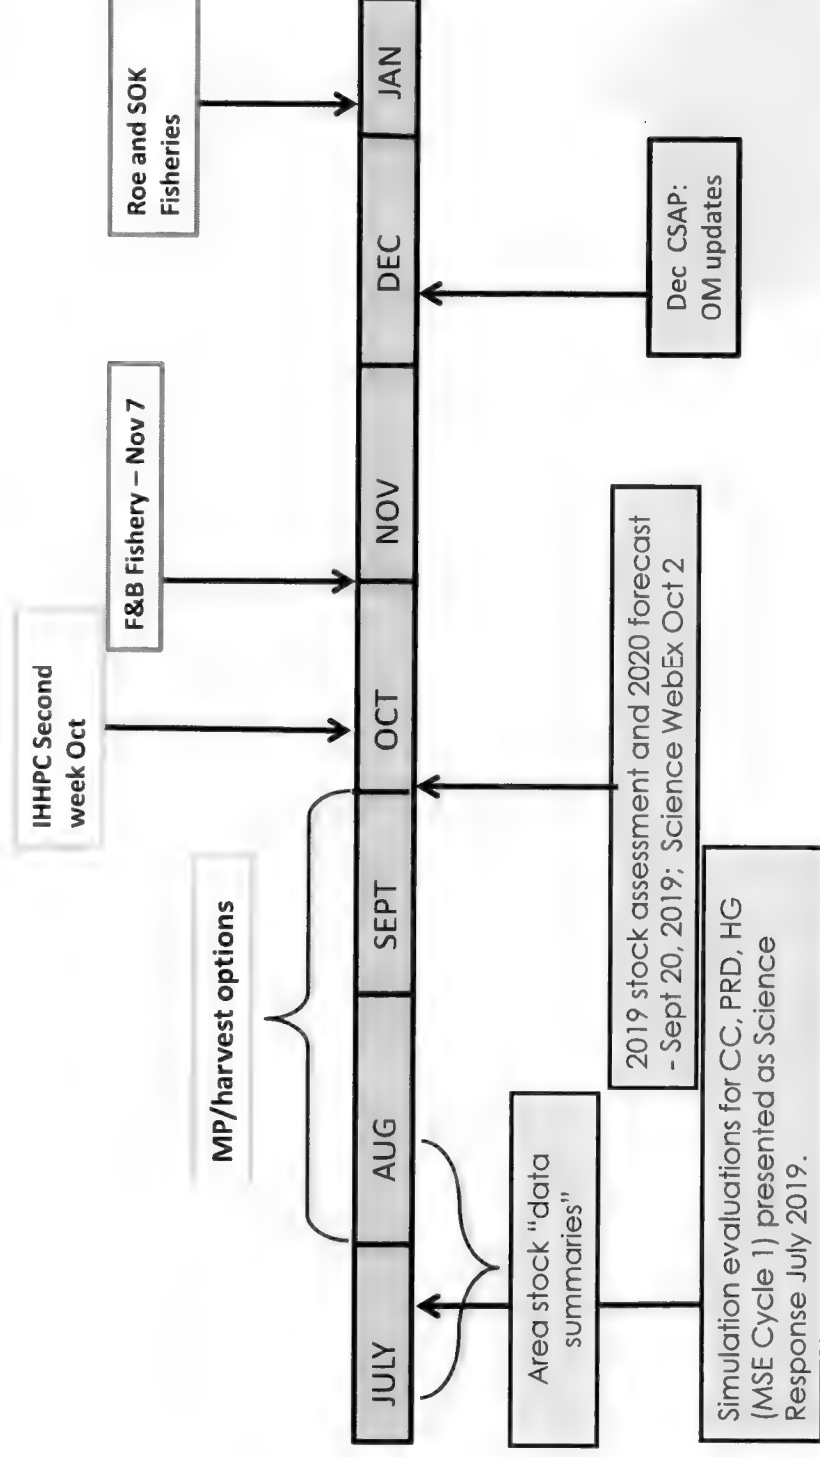 IHHPC Second
week Oct
Roe and SOK
Fisheries
F&B Fishery – Nov 7
MP/harvest options
JULY
AUG
SEPT
OCT
NOV
DEC
JAN
Area stock “data
summaries”
2019 stock assessment and 2020 forecast
- Sept 20, 2019; Science WebEx Oct 2
Dec CSAP:
OM updates
Simulation evaluations for CC, PRD, HG
(MSE Cycle 1) presented as Science
Response July 2019.